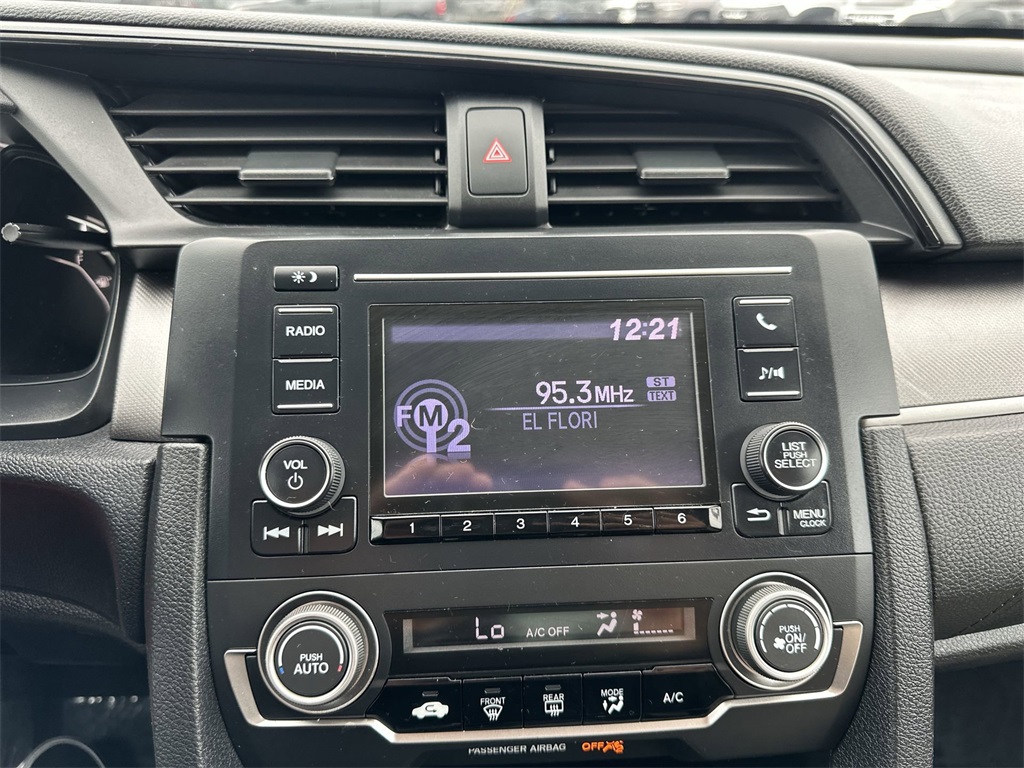 RADIO
MEDIA
VOL
12:21
95.3MHz
ST
TEXT
FM
12
EL FLORI
1 2 3 4 5 6
LIST
PUSH
SELECT
MENU
CLOCK
PUSH
AUTO
Lo A/C OFF
PUSH
ON/
OFF
FRONT
REAR
MODE
A/C
PASSENGER AIRBAG OFF